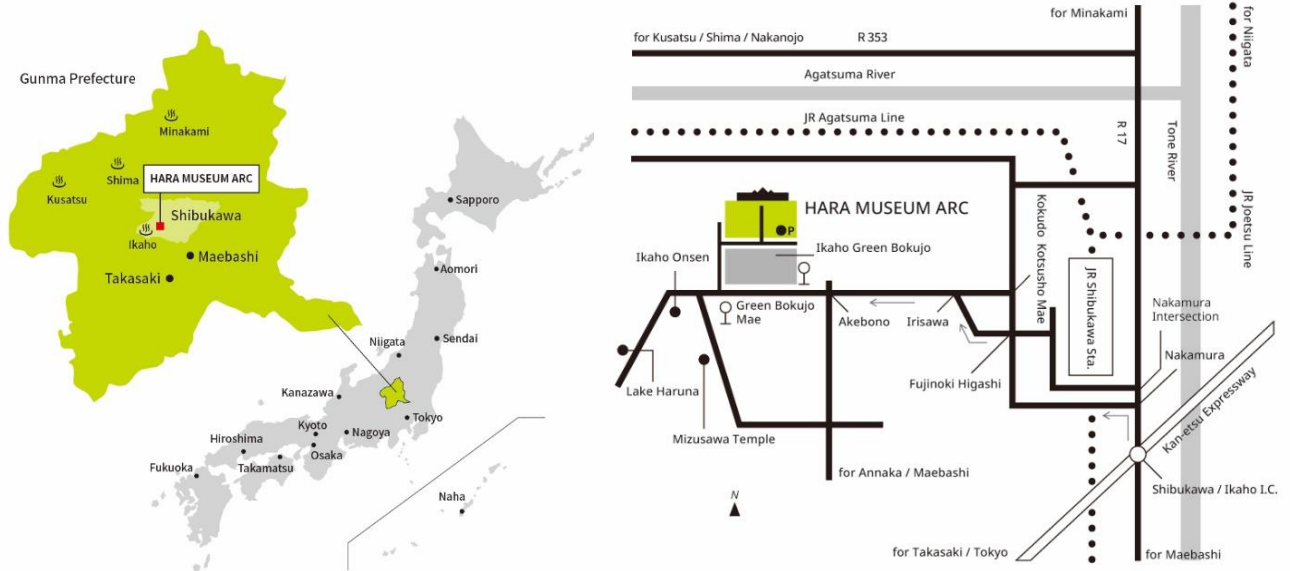 Gunma Prefecture
Minakami
Shima
Kusatsu
HARA MUSEUM ARC
Shibukawa
Ikaho
Maebashi
Takasaki
Sapporo
Aomori
Sendai
Niigata
Kanazawa
Tokyo
Kyoto
Nagoya
Hiroshima
Osaka
Takamatsu
Fukuoka
Naha
for Minakami
for Niigata
for Kusatsu / Shima / Nakanojo
R 353
Agatsuma River
JR Agatsuma Line
R 17
Tone River
JR Joetsu Line
HARA MUSEUM ARC
P
Ikaho Green Bokujo
Ikaho Onsen
Kokudo Kotsusho Mae
JR Shibukawa Sta.
Green Bokujo
Mae
Akebono
Irisawa
Nakamura
Intersection
Nakamura
Fujinoki Higashi
Lake Haruna
Mizusawa Temple
Kan-etsu Expressway
for Annaka / Maebashi
Shibukawa / Ikaho I.C.
N
for Takasaki / Tokyo
for Maebashi